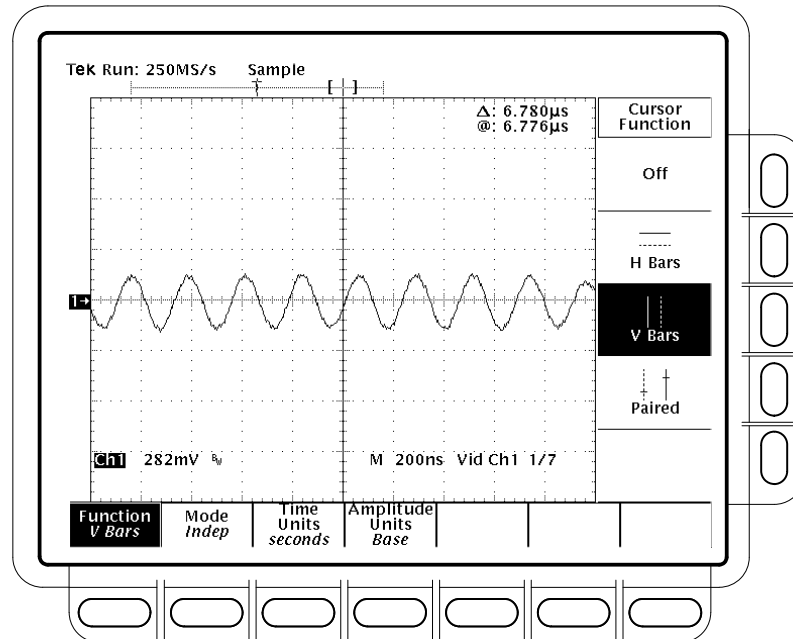 Tek Run: 250MS/s Sample
[ ]
Δ: 6.780µs
@: 6.776µs
Cursor
Function
Off
H Bars
V Bars
Paired
1→
Ch1 282mV BW M 200ns Vid Ch1 1/7
Function
V Bars
Mode
Indep
Time
Units
seconds
Amplitude
Units
Base